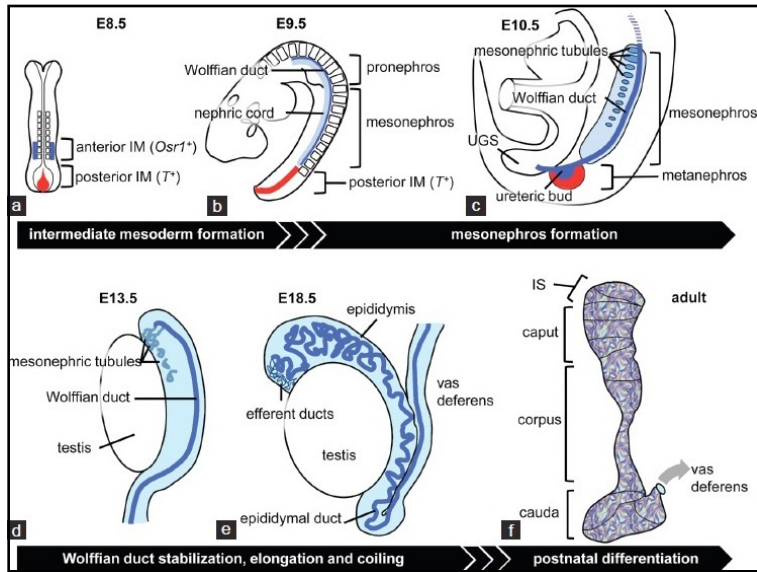 E8.5
anterior IM (Osr1+)
posterior IM (T+)
a
E9.5
Wolffian duct
nephric cord
pronephros
mesonephros
posterior IM (T+)
b
E10.5
mesonephric tubules
Wolffian duct
UGS
ureteric bud
mesonephros
metanephros
c
intermediate mesoderm formation
mesonephros formation
E13.5
mesonephric tubules
Wolffian duct
testis
d
E18.5
epididymis
efferent ducts
testis
vas
deferens
epididymal duct
e
adult
IS
caput
corpus
cauda
vas
deferens
f
Wolffian duct stabilization, elongation and coiling
postnatal differentiation